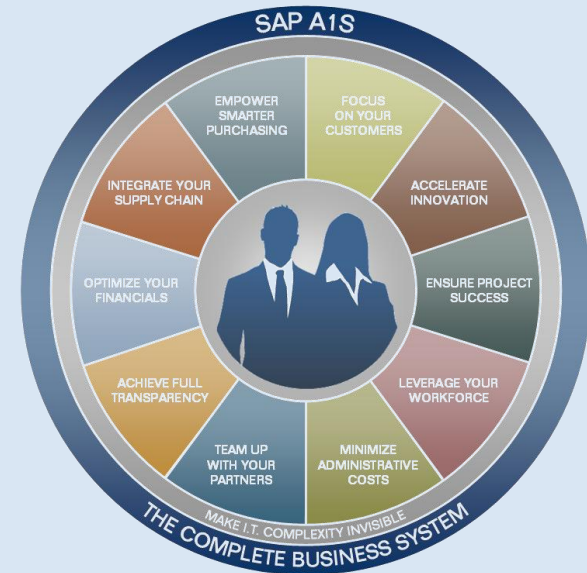 SAP A1S
EMPOWER
SMARTER
PURCHASING
FOCUS
ON YOUR
CUSTOMERS
INTEGRATE YOUR
SUPPLY CHAIN
ACCELERATE
INNOVATION
OPTIMIZE YOUR
FINANCIALS
ENSURE PROJECT
SUCCESS
ACHIEVE FULL
TRANSPARENCY
LEVERAGE YOUR
WORKFORCE
TEAM UP
WITH YOUR
PARTNERS
MINIMIZE
ADMINISTRATIVE
COSTS
MAKE I.T. COMPLEXITY INVISIBLE
THE COMPLETE BUSINESS SYSTEM